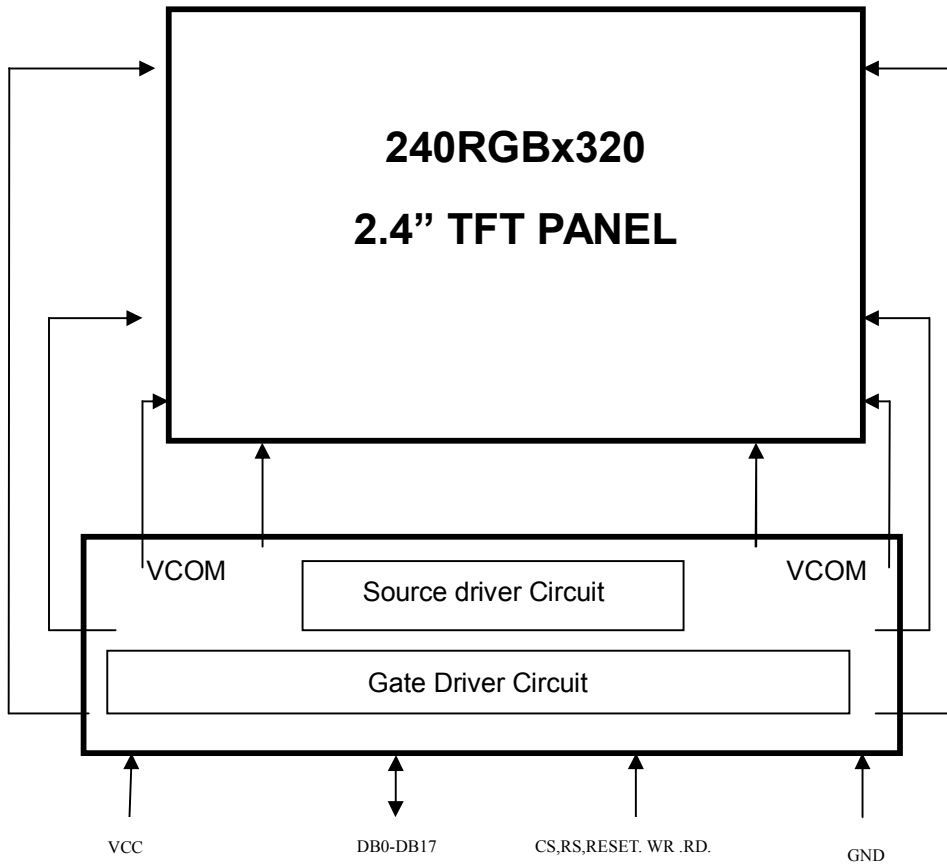 240RGBx320
2.4” TFT PANEL
VCOM
VCOM
Source driver Circuit
Gate Driver Circuit
VCC
DB0-DB17
CS,RS,RESET. WR .RD.
GND